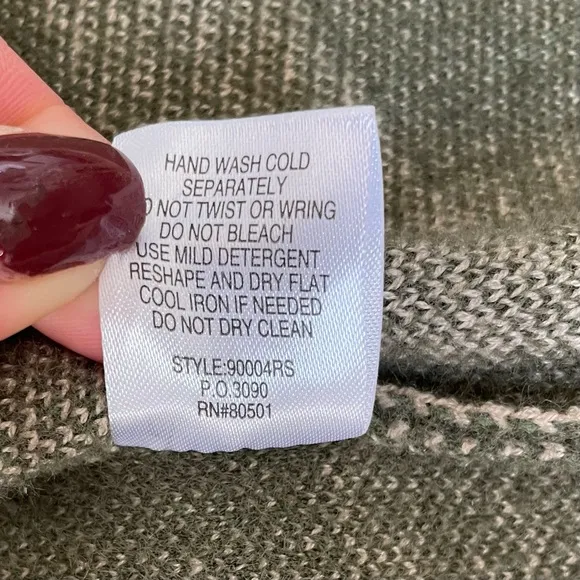 HAND WASH COLD
SEPARATELY
O NOT TWIST OR WRING
DO NOT BLEACH
USE MILD DETERGENT
RESHAPE AND DRY FLAT
COOL IRON IF NEEDED
DO NOT DRY CLEAN
STYLE:90004RS
P.O.3090
RN#80501